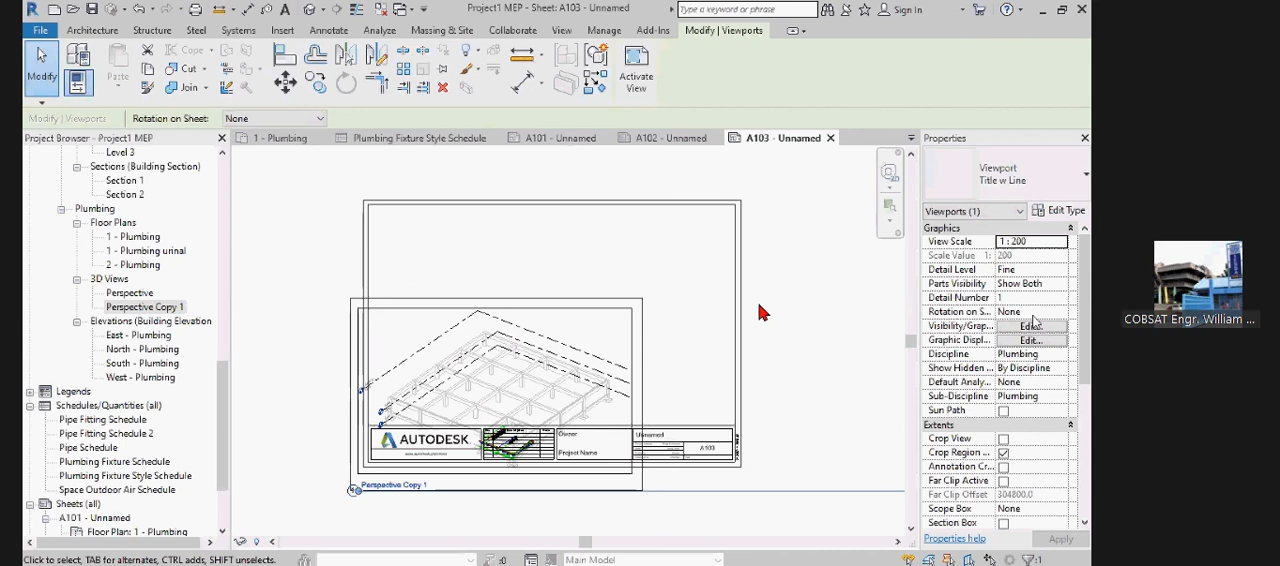 Project1 MEP - Sheet: A103 - Unnamed
Type a keyword or phrase
Sign In
File Architecture Structure Steel Systems Insert Annotate Analyze Massing & Site Collaborate View Manage Add-Ins Modify | Viewports
Modify
Paste
Cope
Cut
Join
Activate
View
Modify | Viewports
Rotation on Sheet: None
Project Browser - Project1 MEP
1 - Plumbing
Plumbing Fixture Style Schedule
A101 - Unnamed
A102 - Unnamed
A103 - Unnamed
Properties
Level 3
Sections (Building Section)
Section 1
Section 2
Plumbing
Floor Plans
1 - Plumbing
1 - Plumbing urinal
2 - Plumbing
3D Views
Perspective
Perspective Copy 1
Elevations (Building Elevation
East - Plumbing
North - Plumbing
South - Plumbing
West - Plumbing
Legends
Schedules/Quantities (all)
Pipe Fitting Schedule
Pipe Fitting Schedule 2
Pipe Schedule
Plumbing Fixture Schedule
Plumbing Fixture Style Schedule
Space Outdoor Air Schedule
Sheets (all)
A101 - Unnamed
Floor Plan: 1 - Plumbing
AUTODESK
Owner
Project Name
Unnamed
A103
Perspective Copy 1
Viewport
Title w Line
Viewports (1)
Edit Type
Graphics
View Scale 1 : 200
Scale Value 1: 200
Detail Level Fine
Parts Visibility Show Both
Detail Number 1
Rotation on S... None
Visibility/Grap... Edit...
Graphic Displ... Edit...
Discipline Plumbing
Show Hidden ... By Discipline
Default Analy... None
Sub-Discipline Plumbing
Sun Path
Extents
Crop View
Crop Region ...
Annotation Cr...
Far Clip Active
Far Clip Offset 304800.0
Scope Box None
Section Box
Properties help
Apply
Click to select, TAB for alternates, CTRL adds, SHIFT unselects.
:0
Main Model
:1
COBSAT Engr. William ...